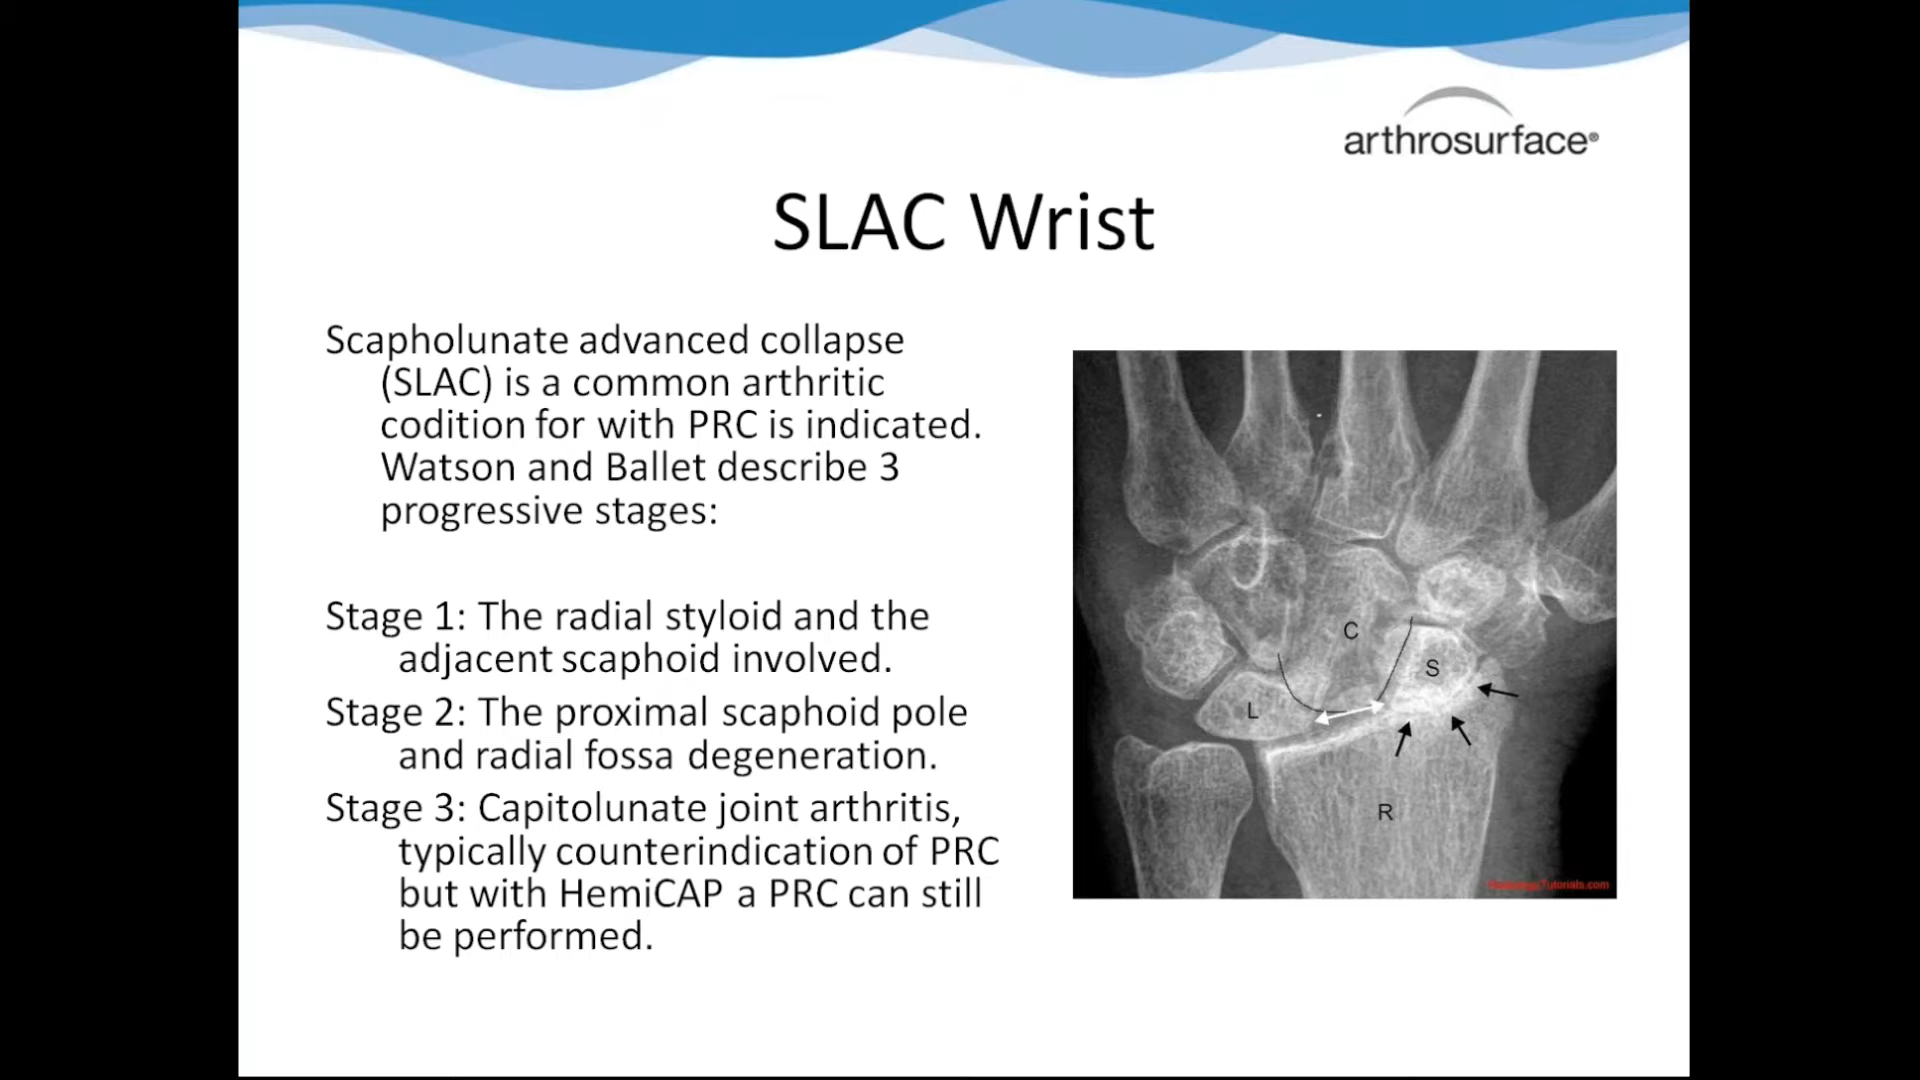 arthrosurface®
SLAC Wrist
Scapholunate advanced collapse
(SLAC) is a common arthritic
codition for with PRC is indicated.
Watson and Ballet describe 3
progressive stages:
Stage 1: The radial styloid and the
adjacent scaphoid involved.
Stage 2: The proximal scaphoid pole
and radial fossa degeneration.
Stage 3: Capitolunate joint arthritis,
typically counterindication of PRC
but with HemiCAP a PRC can still
be performed.
C
S
L
R